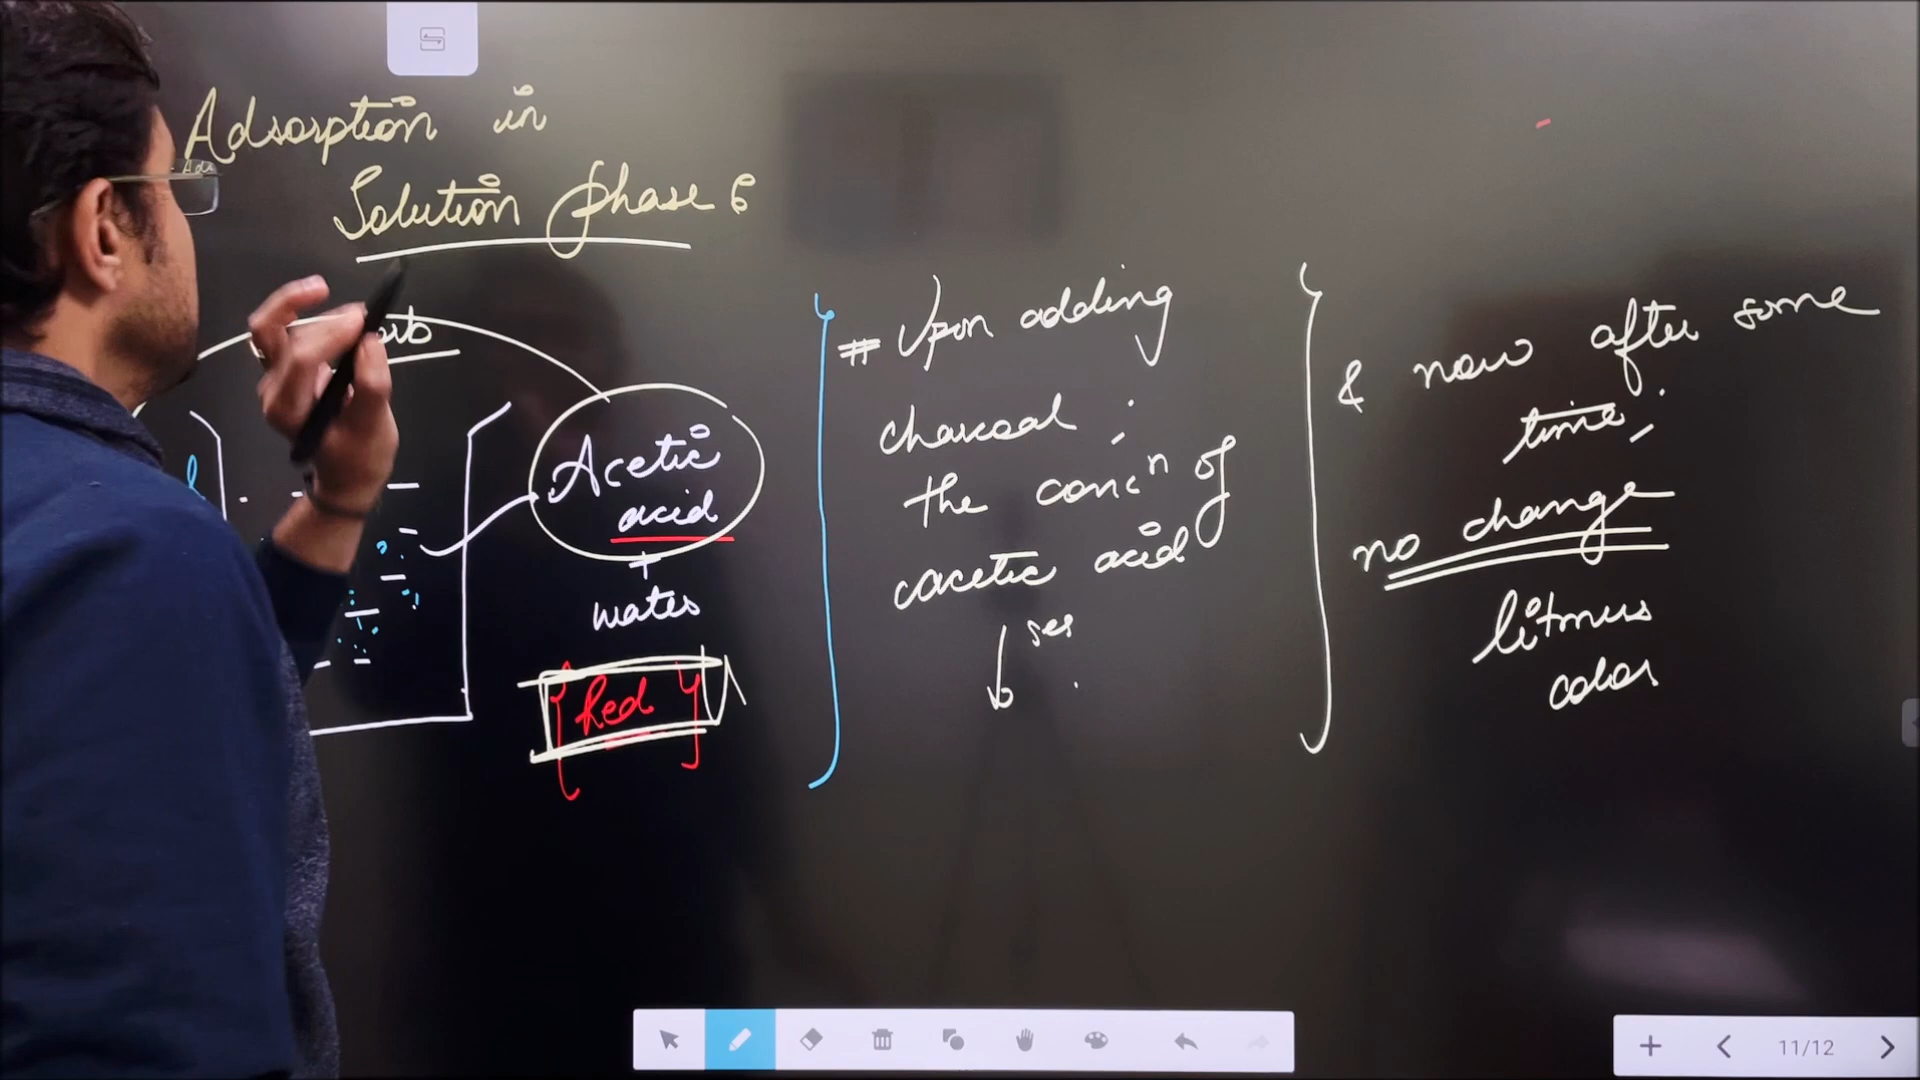 Adsorption in
Solution phase :
Acetic
acid
+
water
Red
# Upon adding
charcoal ;
the concn of
acetic acid
↓ ses
& now after some
time,
no change
litmus
color
11/12